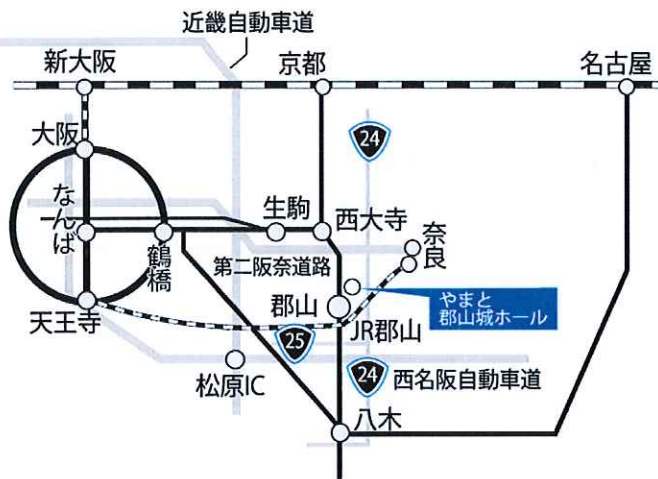 近畿自動車道
新大阪
京都
名古屋
24
大阪
なんば
鶴橋
生駒
西大寺
奈良
第二阪奈道路
天王寺
郡山
やまと
郡山城ホール
JR郡山
25
松原IC
24
西名阪自動車道
八木